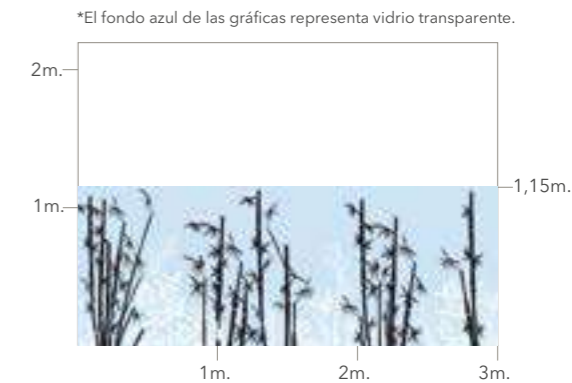 *El fondo azul de las gráficas representa vidrio transparente.
2m.
1,15m.
1m.
1m. 2m. 3m.